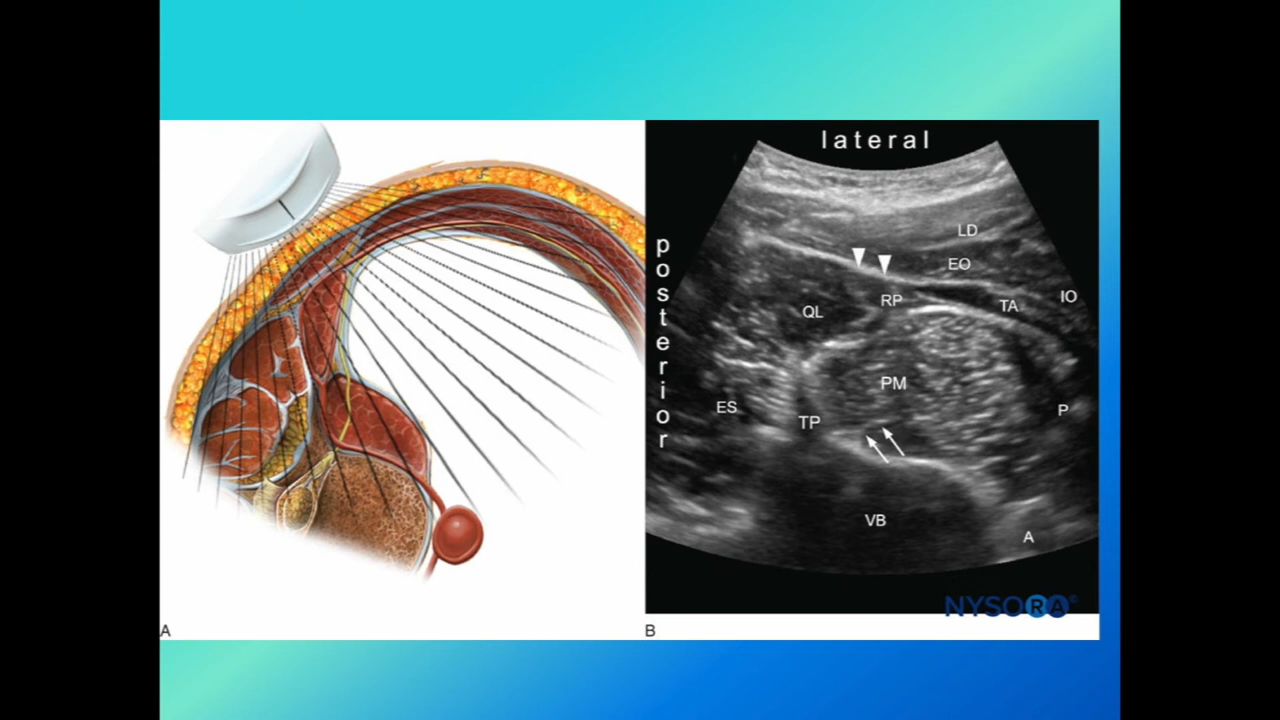 lateral
posterior
LD
EO
IO
RP
TA
QL
PM
ES
P
TP
VB
A
NYSORA©
A
B